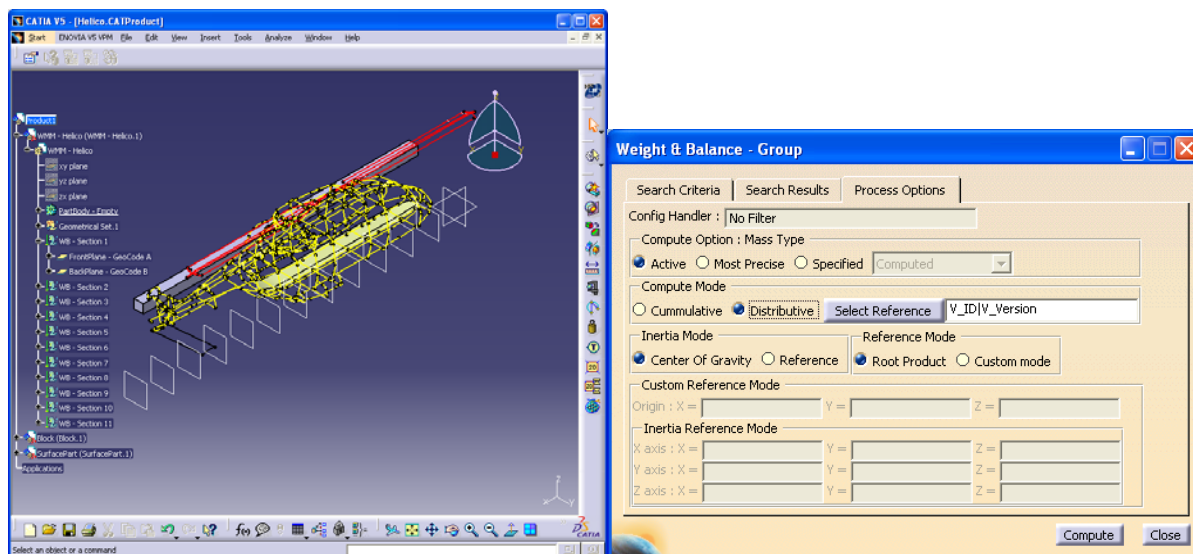 CATIA V5 - [Helico.CATProduct]
Start ENOVIA V5 VPM File Edit View Insert Tools Analyze Window Help
Product1
WMM - Helico (WMM - Helico.1)
WMM - Helico
xy plane
yz plane
zx plane
PartBody - Empty
Geometrical Set.1
WB - Section 1
FrontPlane - GeoCode A
BackPlane - GeoCode B
WB - Section 2
WB - Section 3
WB - Section 4
WB - Section 5
WB - Section 6
WB - Section 7
WB - Section 8
WB - Section 9
WB - Section 10
WB - Section 11
Block (Block.1)
SurfacePart (SurfacePart.1)
Applications
CATIA
Select an object or a command
Weight & Balance - Group
Search Criteria Search Results Process Options
Config Handler : No Filter
Compute Option : Mass Type
Active Most Precise Specified Computed
Compute Mode
Cummulative Distributive Select Reference V_ID|V_Version
Inertia Mode Reference Mode
Center Of Gravity Reference Root Product Custom mode
Custom Reference Mode
Origin : X = Y = Z =
Inertia Reference Mode
X axis : X = Y = Z =
Y axis : X = Y = Z =
Z axis : X = Y = Z =
Compute Close